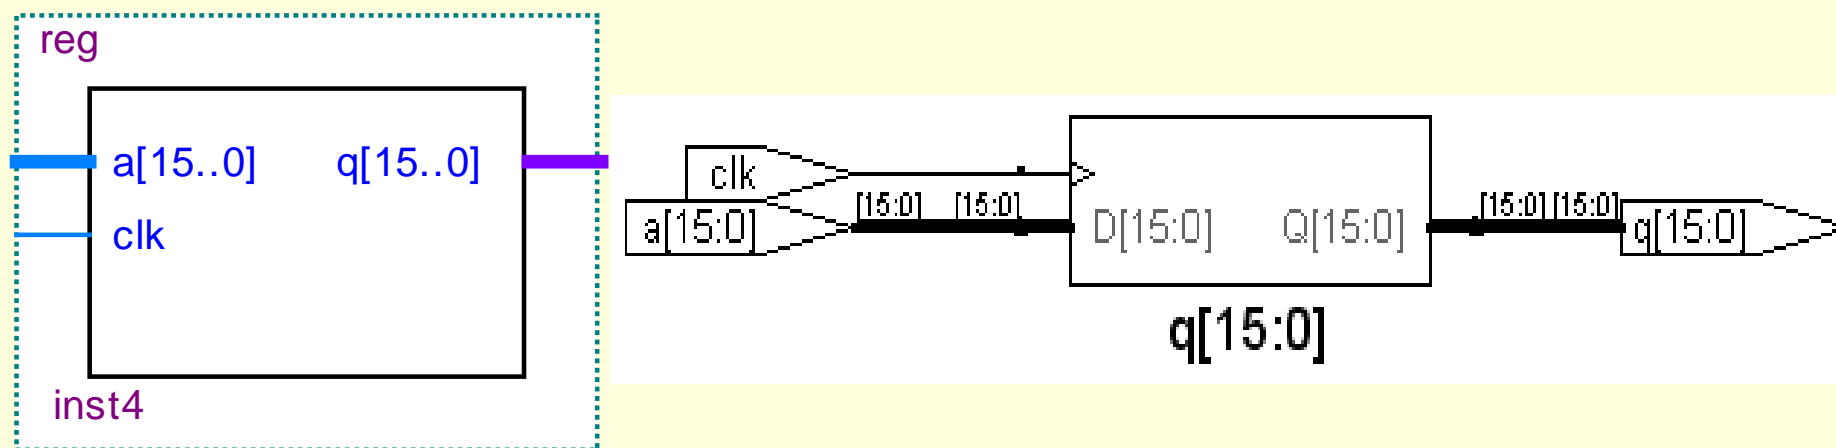 reg
a[15..0] q[15..0]
clk
inst4
clk
[15:0] [15:0] [15:0] [15:0]
a[15:0] D[15:0] Q[15:0] q[15:0]
q[15:0]